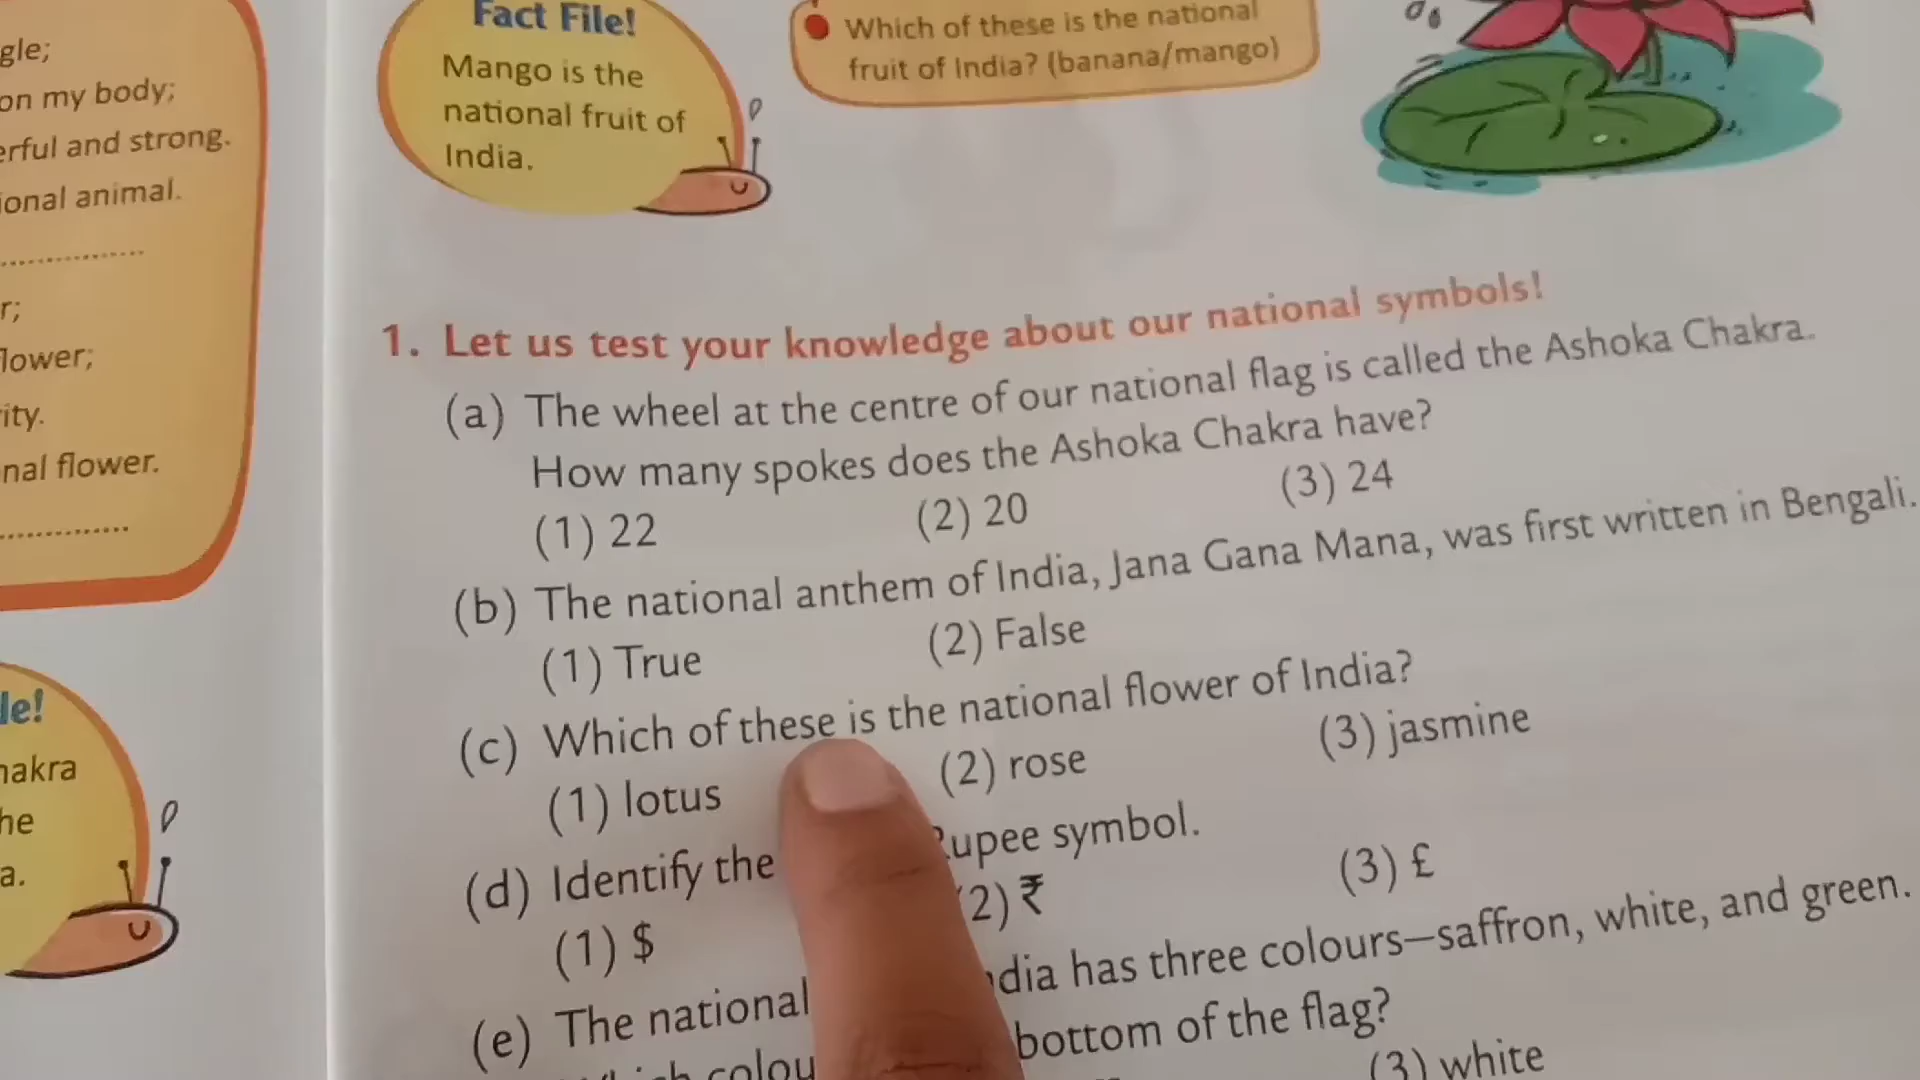 gle;
on my body;
erful and strong.
ional animal.
r;
lower;
ity.
nal flower.
le!
hakra
he
a.
Fact File!
Mango is the
national fruit of
India.
Which of these is the national
fruit of India? (banana/mango)
1. Let us test your knowledge about our national symbols!
(a) The wheel at the centre of our national flag is called the Ashoka Chakra.
How many spokes does the Ashoka Chakra have?
(1) 22 (2) 20 (3) 24
(b) The national anthem of India, Jana Gana Mana, was first written in Bengali.
(1) True (2) False
(c) Which of these is the national flower of India?
(1) lotus (2) rose (3) jasmine
(d) Identify the Rupee symbol.
(1) $ (2) ₹ (3) £
(e) The national ndia has three colours—saffron, white, and green.
colou bottom of the flag?
(3) white